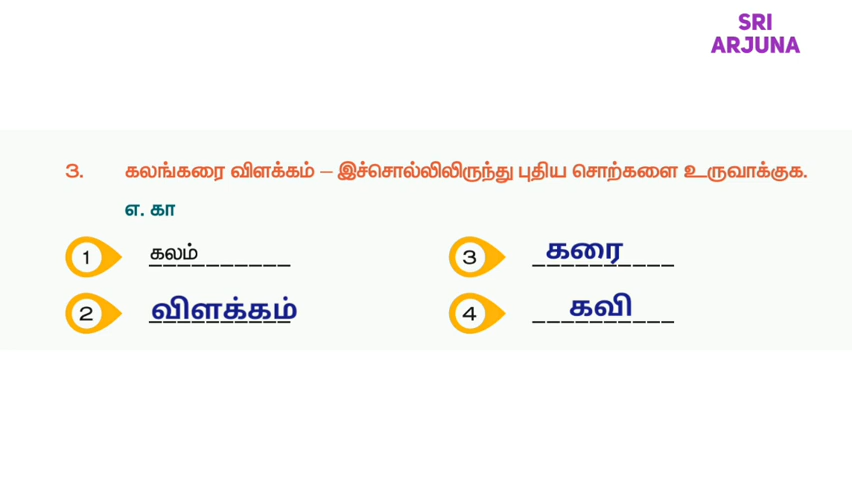 SRI
ARJUNA
3. கலங்கரை விளக்கம் – இச்சொல்லிலிருந்து புதிய சொற்களை உருவாக்குக.
எ. கா
1 கலம் 3 கரை
2 விளக்கம் 4 கவி